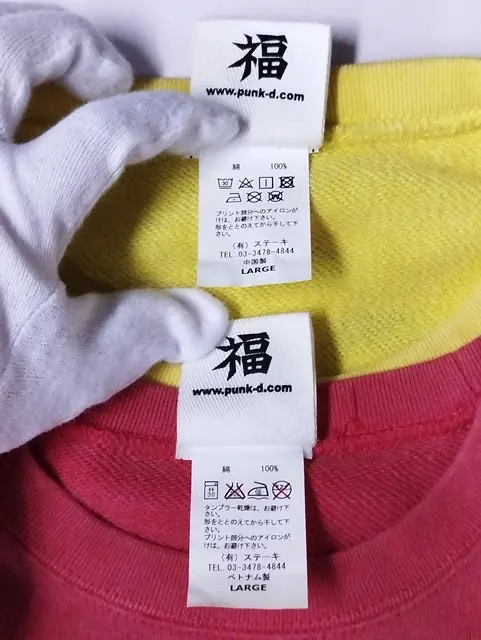 福
www.punk-d.com
綿 100%
30
プリント部分へのアイロンが
けは、お避け下さい。
形をととのえてから干して下
さい。
(有) ステーキ
TEL. 03-3478-4844
中国製
LARGE
福
www.punk-d.com
綿 100%
30
タンブラー乾燥は、お避け下
さい。
形をととのえてから干して下
さい。
プリント部分へのアイロンが
けは、お避け下さい。
(有) ステーキ
TEL. 03-3478-4844
ベトナム製
LARGE